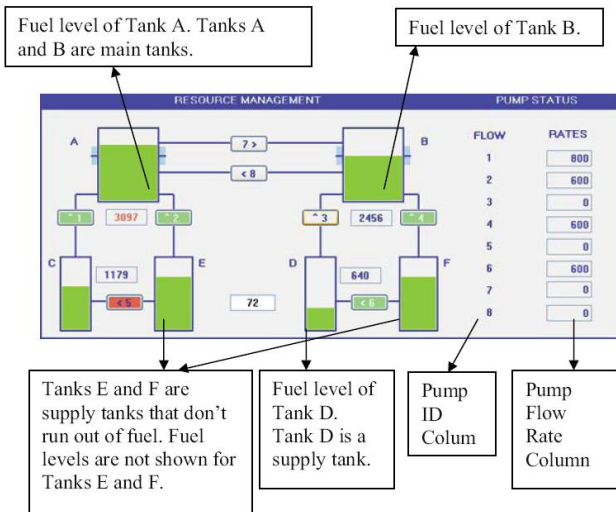 Fuel level of Tank A. Tanks A
and B are main tanks.
Fuel level of Tank B.
RESOURCE MANAGEMENT
PUMP STATUS
A
7 >
B
< 8
FLOW
RATES
1
800
2
600
3
0
4
600
5
0
6
600
7
0
8
0
^ 1
3097
^ 2
^ 3
2456
^ 4
C
1179
E
D
640
F
< 5
72
< 6
Tanks E and F are
supply tanks that don't
run out of fuel. Fuel
levels are not shown for
Tanks E and F.
Fuel level of
Tank D.
Tank D is a
supply tank.
Pump
ID
Colum
Pump
Flow
Rate
Column